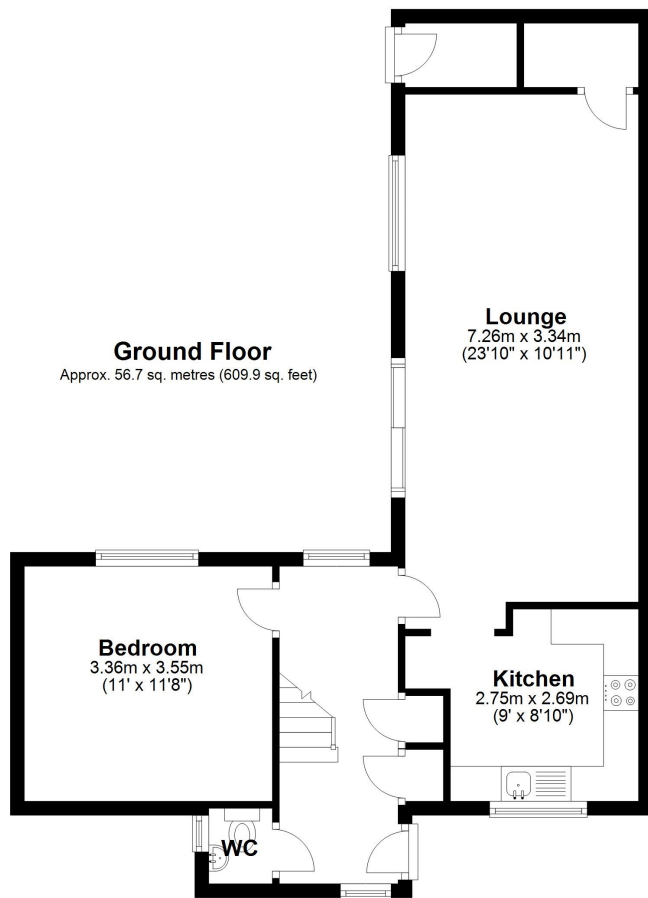 Lounge
7.26m x 3.34m
(23'10" x 10'11")
Ground Floor
Approx. 56.7 sq. metres (609.9 sq. feet)
Bedroom
3.36m x 3.55m
(11' x 11'8")
Kitchen
2.75m x 2.69m
(9' x 8'10")
WC